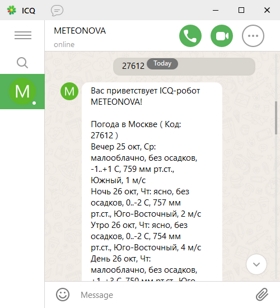 ICQ
METEONOVA
online
27612
Today
M
M
Вас приветствует ICQ-робот
METEONOVA!
Погода в Москве ( Код:
27612 )
Вечер 25 окт, Ср:
малооблачно, без осадков,
-1..+1 C, 759 мм рт.ст.,
Южный, 1 м/с
Ночь 26 окт, Чт: ясно, без
осадков, 0..-2 C, 757 мм
рт.ст., Юго-Восточный, 2 м/с
Утро 26 окт, Чт: ясно, без
осадков, 0..-2 C, 754 мм
рт.ст., Юго-Восточный, 4 м/с
День 26 окт, Чт:
малооблачно, без осадков,
+1..+3 C, 750 мм рт.ст., Юго-
Message